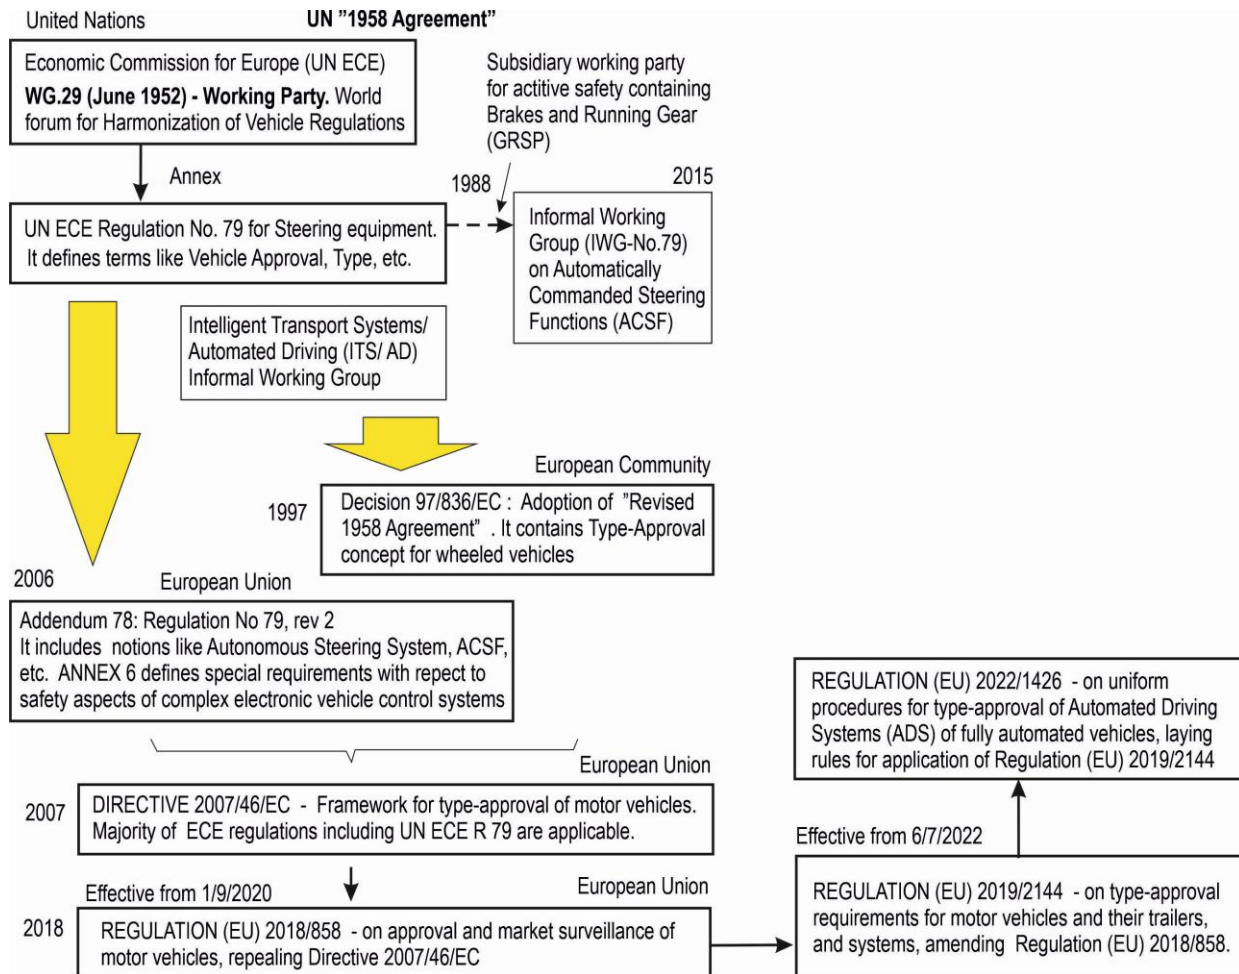 United Nations
UN ”1958 Agreement”
Economic Commission for Europe (UN ECE)
WG.29 (June 1952) - Working Party. World
forum for Harmonization of Vehicle Regulations
Subsidiary working party
for actitive safety containing
Brakes and Running Gear
(GRSP)
Annex
1988
2015
UN ECE Regulation No. 79 for Steering equipment.
It defines terms like Vehicle Approval, Type, etc.
Informal Working
Group (IWG-No.79)
on Automatically
Commanded Steering
Functions (ACSF)
Intelligent Transport Systems/
Automated Driving (ITS/ AD)
Informal Working Group
European Community
1997
Decision 97/836/EC : Adoption of ”Revised
1958 Agreement” . It contains Type-Approval
concept for wheeled vehicles
2006
European Union
Addendum 78: Regulation No 79, rev 2
It includes notions like Autonomous Steering System, ACSF,
etc. ANNEX 6 defines special requirements with repect to
safety aspects of complex electronic vehicle control systems
European Union
2007
DIRECTIVE 2007/46/EC - Framework for type-approval of motor vehicles.
Majority of ECE regulations including UN ECE R 79 are applicable.
Effective from 1/9/2020
European Union
2018
REGULATION (EU) 2018/858 - on approval and market surveillance of
motor vehicles, repealing Directive 2007/46/EC
REGULATION (EU) 2022/1426 - on uniform
procedures for type-approval of Automated Driving
Systems (ADS) of fully automated vehicles, laying
rules for application of Regulation (EU) 2019/2144
Effective from 6/7/2022
REGULATION (EU) 2019/2144 - on type-approval
requirements for motor vehicles and their trailers,
and systems, amending Regulation (EU) 2018/858.